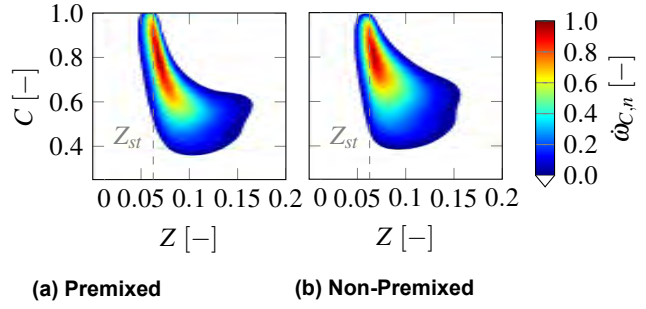 C [−]
1.0
0.8
0.6
0.4
Z_st
0 0.05 0.1 0.15 0.2
Z [−]
Z_st
0 0.05 0.1 0.15 0.2
Z [−]
1.0
0.8
0.6
0.4
0.2
0.0
ω̇_C,n [−]
(a) Premixed
(b) Non-Premixed